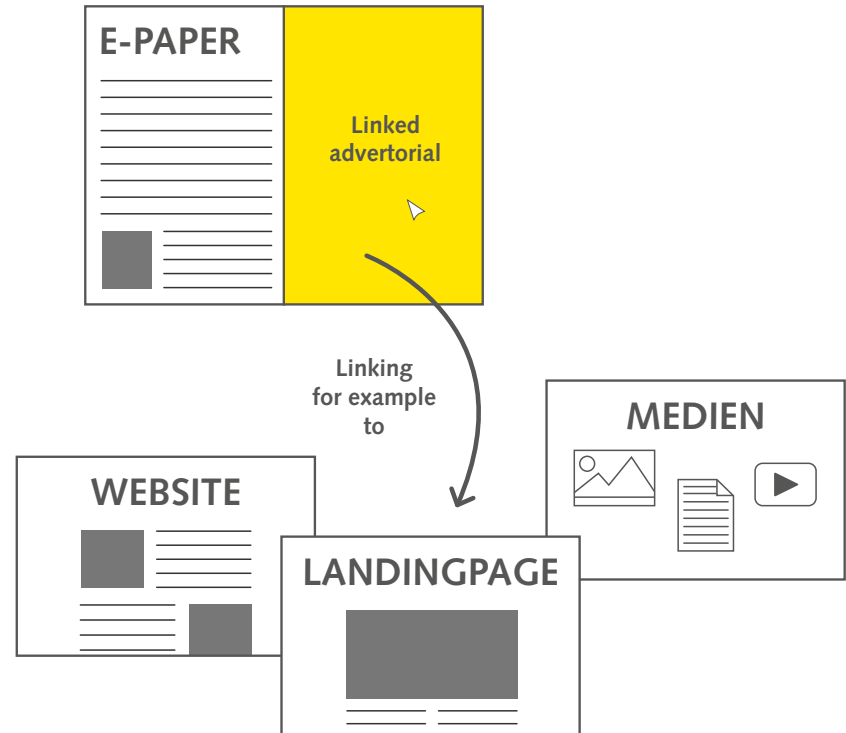 E-PAPER
Linked
advertorial
Linking
for example
to
MEDIEN
WEBSITE
LANDINGPAGE